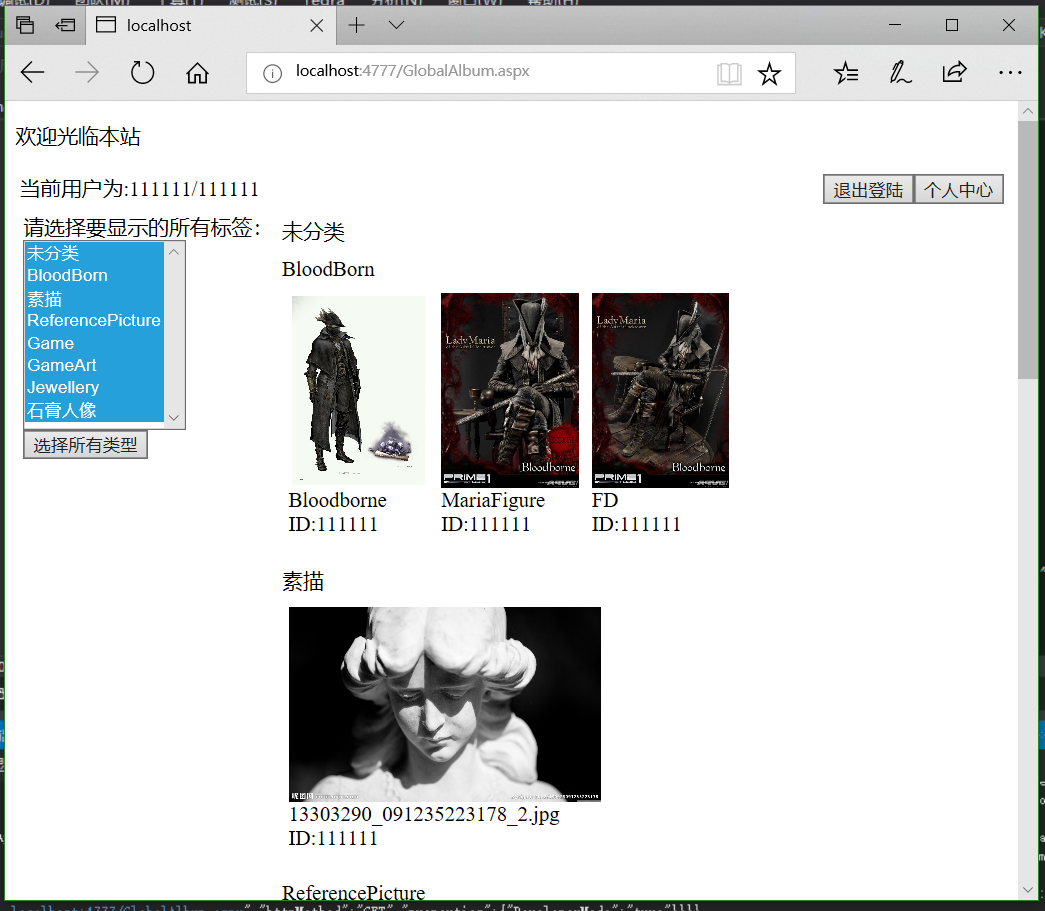 localhost
localhost:4777/GlobalAlbum.aspx
欢迎光临本站
当前用户为:111111/111111
退出登陆 个人中心
请选择要显示的所有标签：
未分类
BloodBorn
素描
ReferencePicture
Game
GameArt
Jewellery
石膏人像
选择所有类型
未分类
BloodBorn
Lady Maria
Bloodborne
PRIME1
Lady Maria
Bloodborne
PRIME1
Bloodborne
ID:111111
MariaFigure
ID:111111
FD
ID:111111
素描
13303290_091235223178_2.jpg
ID:111111
ReferencePicture